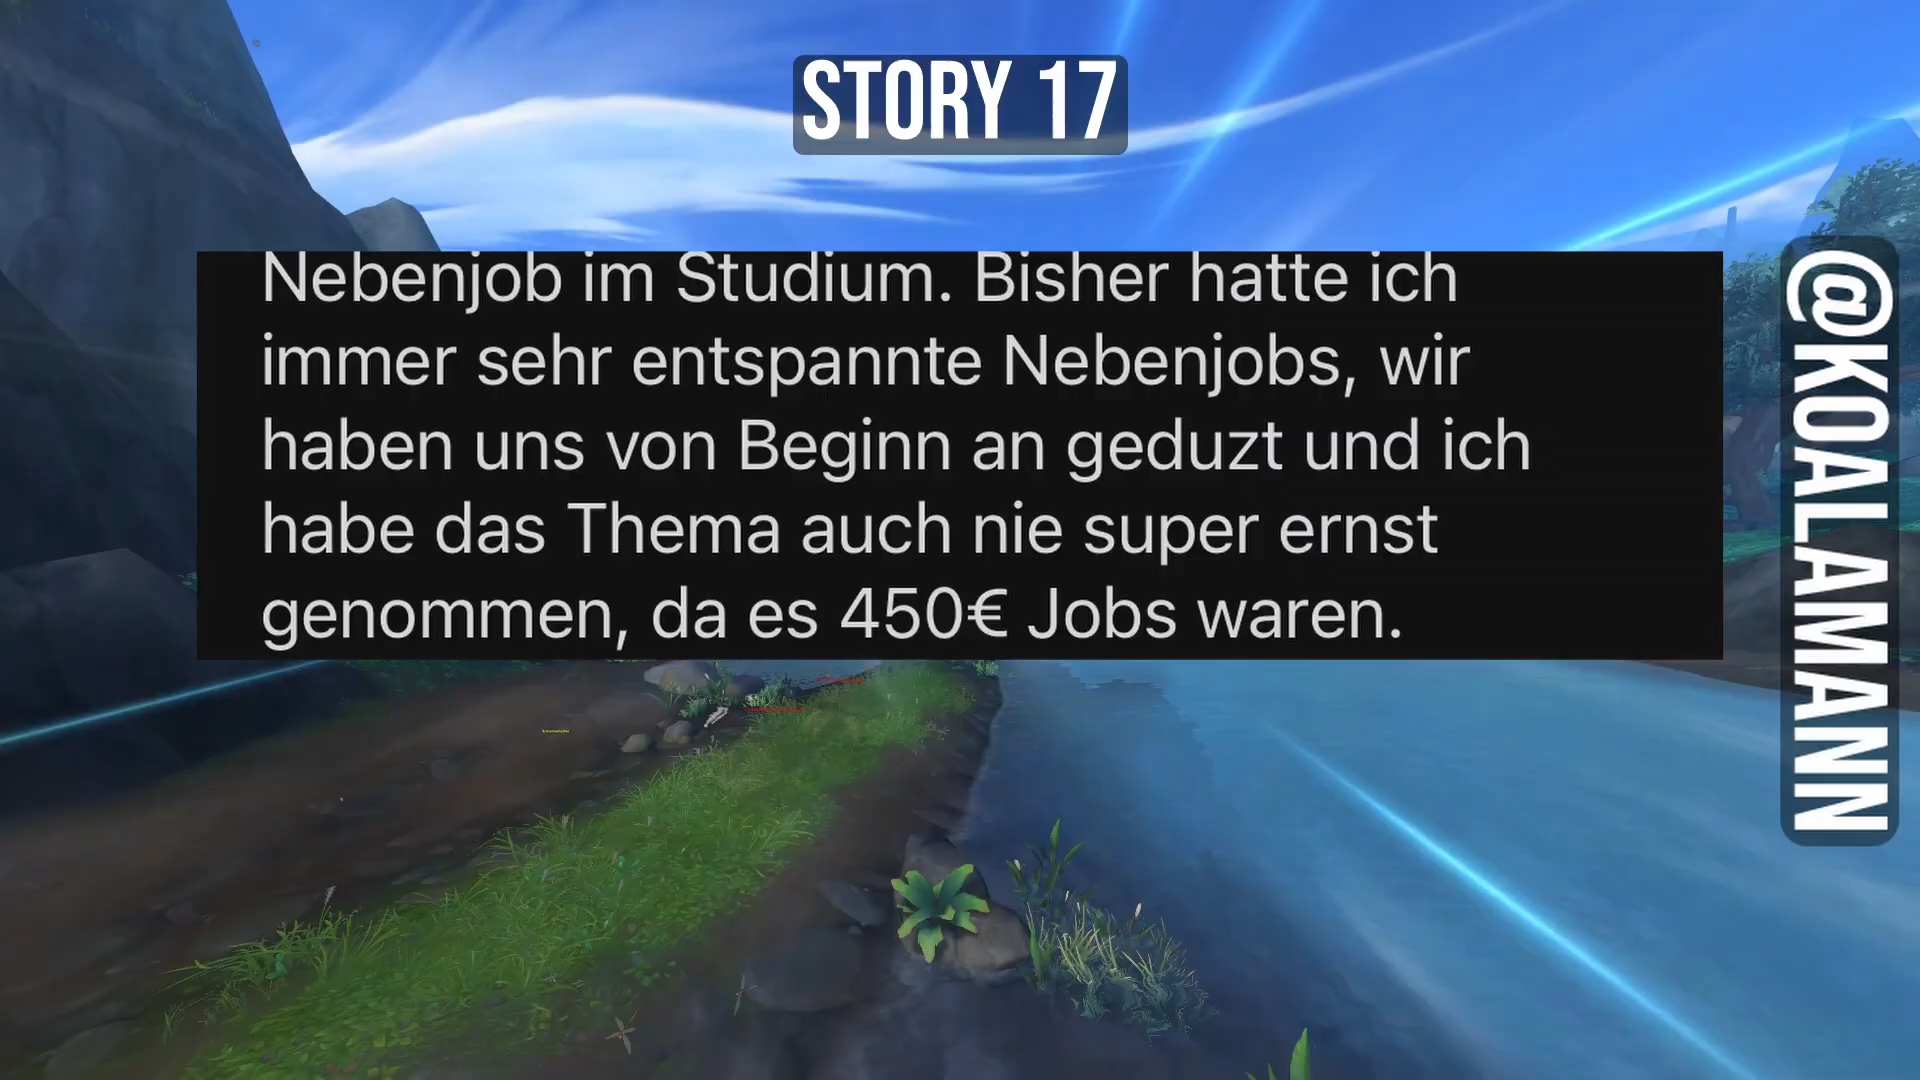 STORY 17
Nebenjob im Studium. Bisher hatte ich
immer sehr entspannte Nebenjobs, wir
haben uns von Beginn an geduzt und ich
habe das Thema auch nie super ernst
genommen, da es 450€ Jobs waren.
@KOALAMANN